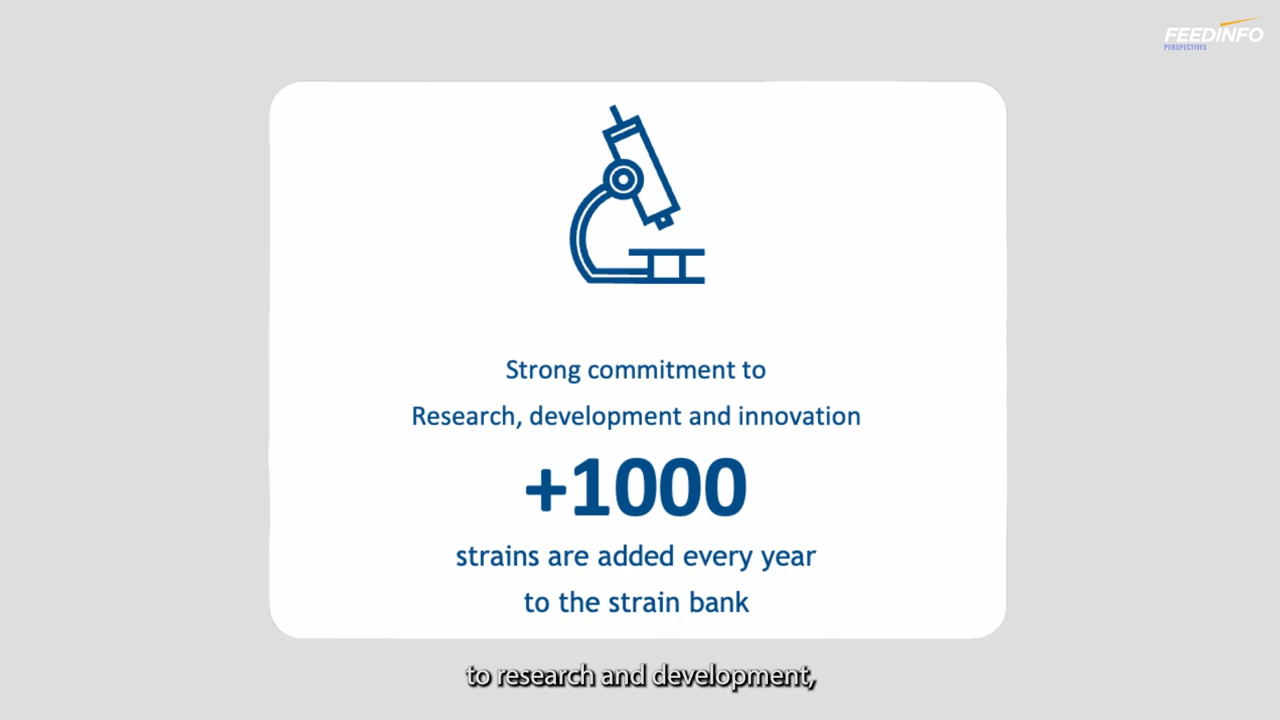 FEEDINFO
PERSPECTIVES
Strong commitment to
Research, development and innovation
+1000
strains are added every year
to the strain bank
to research and development,